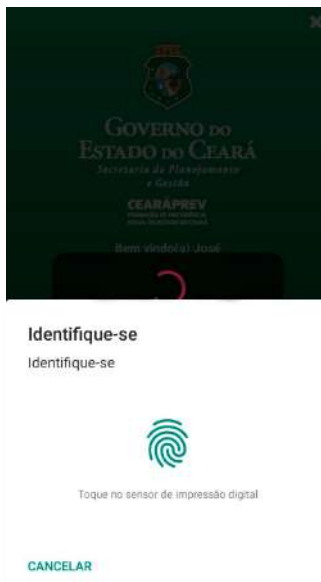 GOVERNO DO
ESTADO DO CEARÁ
Secretaria do Planejamento
e Gestão
CEARÁPREV
Bem vindo(a) José
Identifique-se
Identifique-se
Toque no sensor de impressão digital
CANCELAR